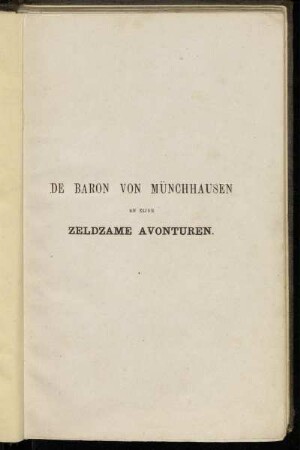 DE BARON VON MÜNCHHAUSEN
EN ZIJNE
ZELDZAME AVONTUREN.